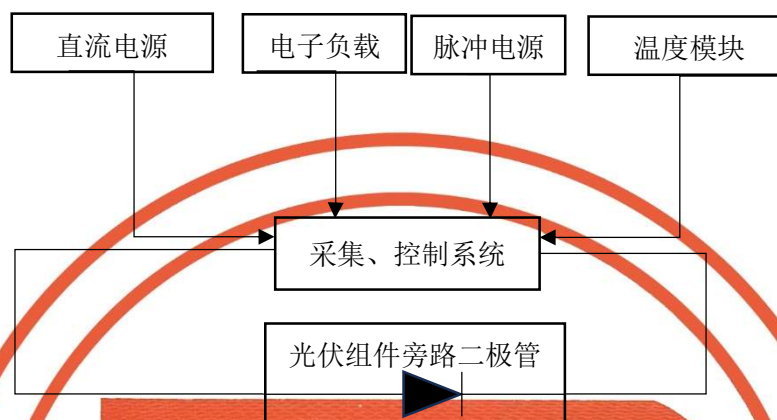 直流电源
电子负载
脉冲电源
温度模块
采集、控制系统
光伏组件旁路二极管